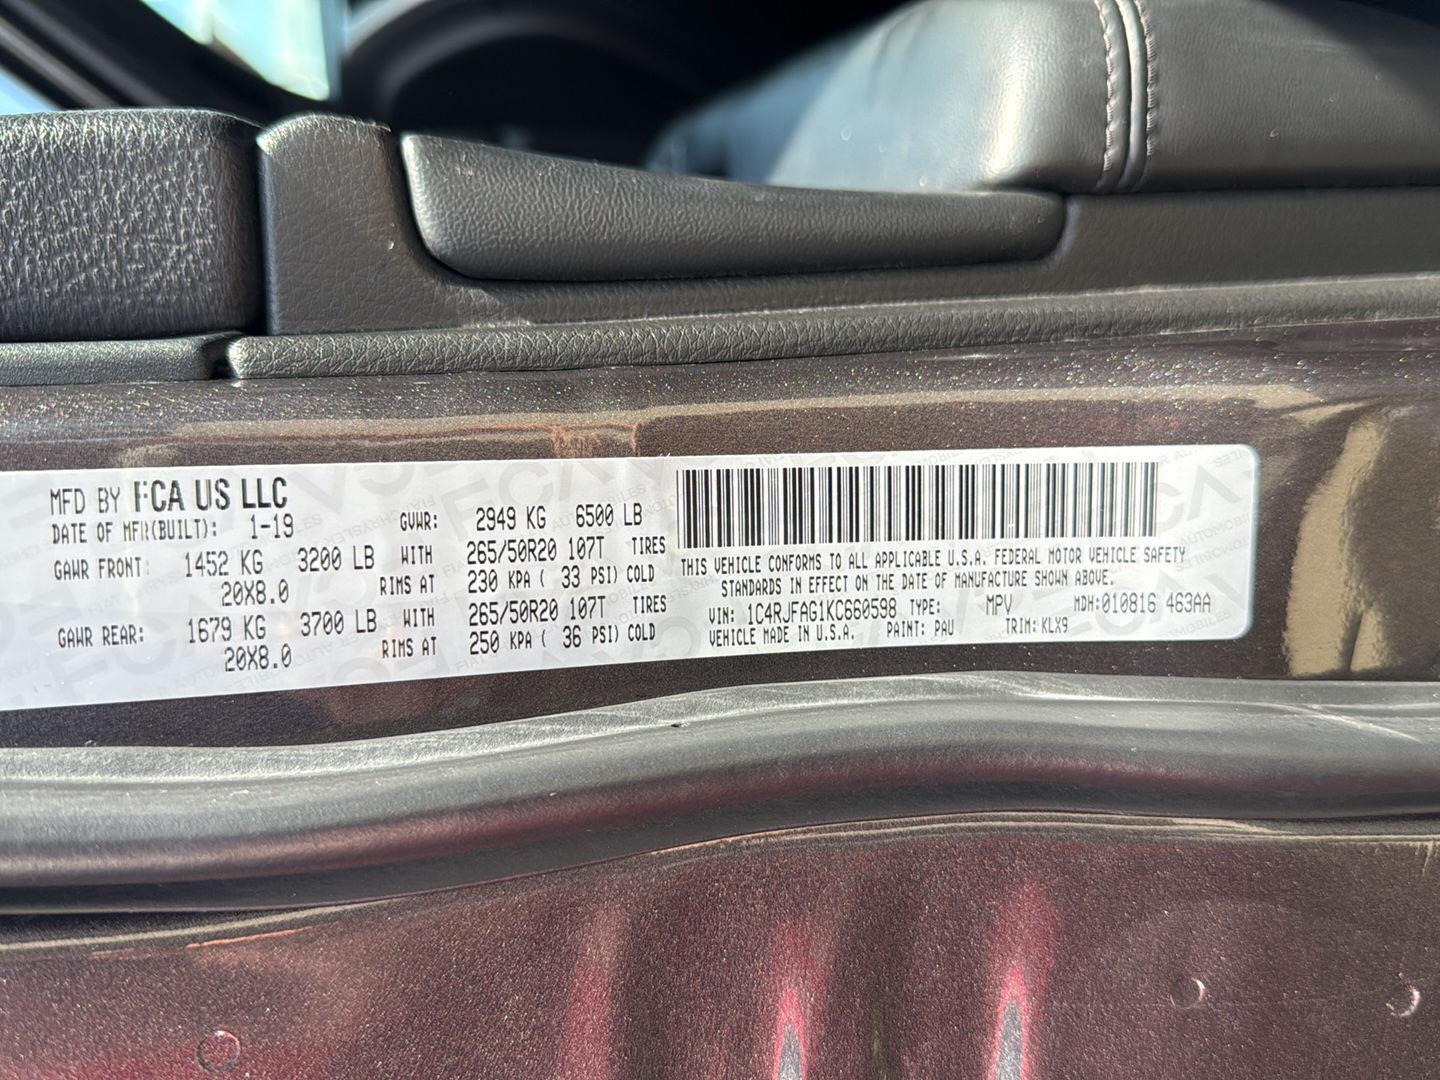 MFD BY FCA US LLC
DATE OF MFR(BUILT): 1-19 GVWR: 2949 KG 6500 LB
GAWR FRONT: 1452 KG 3200 LB WITH 265/50R20 107T TIRES
20X8.0 RIMS AT 230 KPA ( 33 PSI) COLD
GAWR REAR: 1679 KG 3700 LB WITH 265/50R20 107T TIRES
20X8.0 RIMS AT 250 KPA ( 36 PSI) COLD
THIS VEHICLE CONFORMS TO ALL APPLICABLE U.S.A. FEDERAL MOTOR VEHICLE SAFETY
STANDARDS IN EFFECT ON THE DATE OF MANUFACTURE SHOWN ABOVE.
VIN: 1C4RJFAG1KC660598 TYPE: MPV MDH:010816 463AA
VEHICLE MADE IN U.S.A. PAINT: PAU TRIM: KLX9